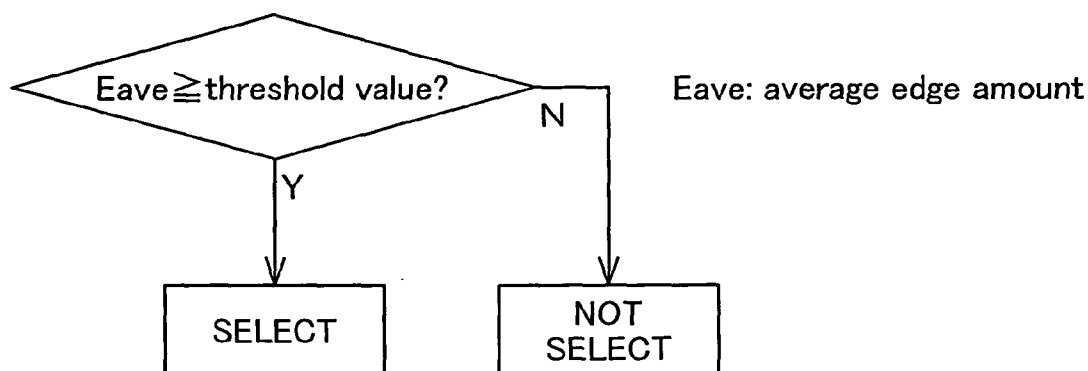 Eave≧threshold value?
Eave: average edge amount
N
Y
SELECT
NOT
SELECT